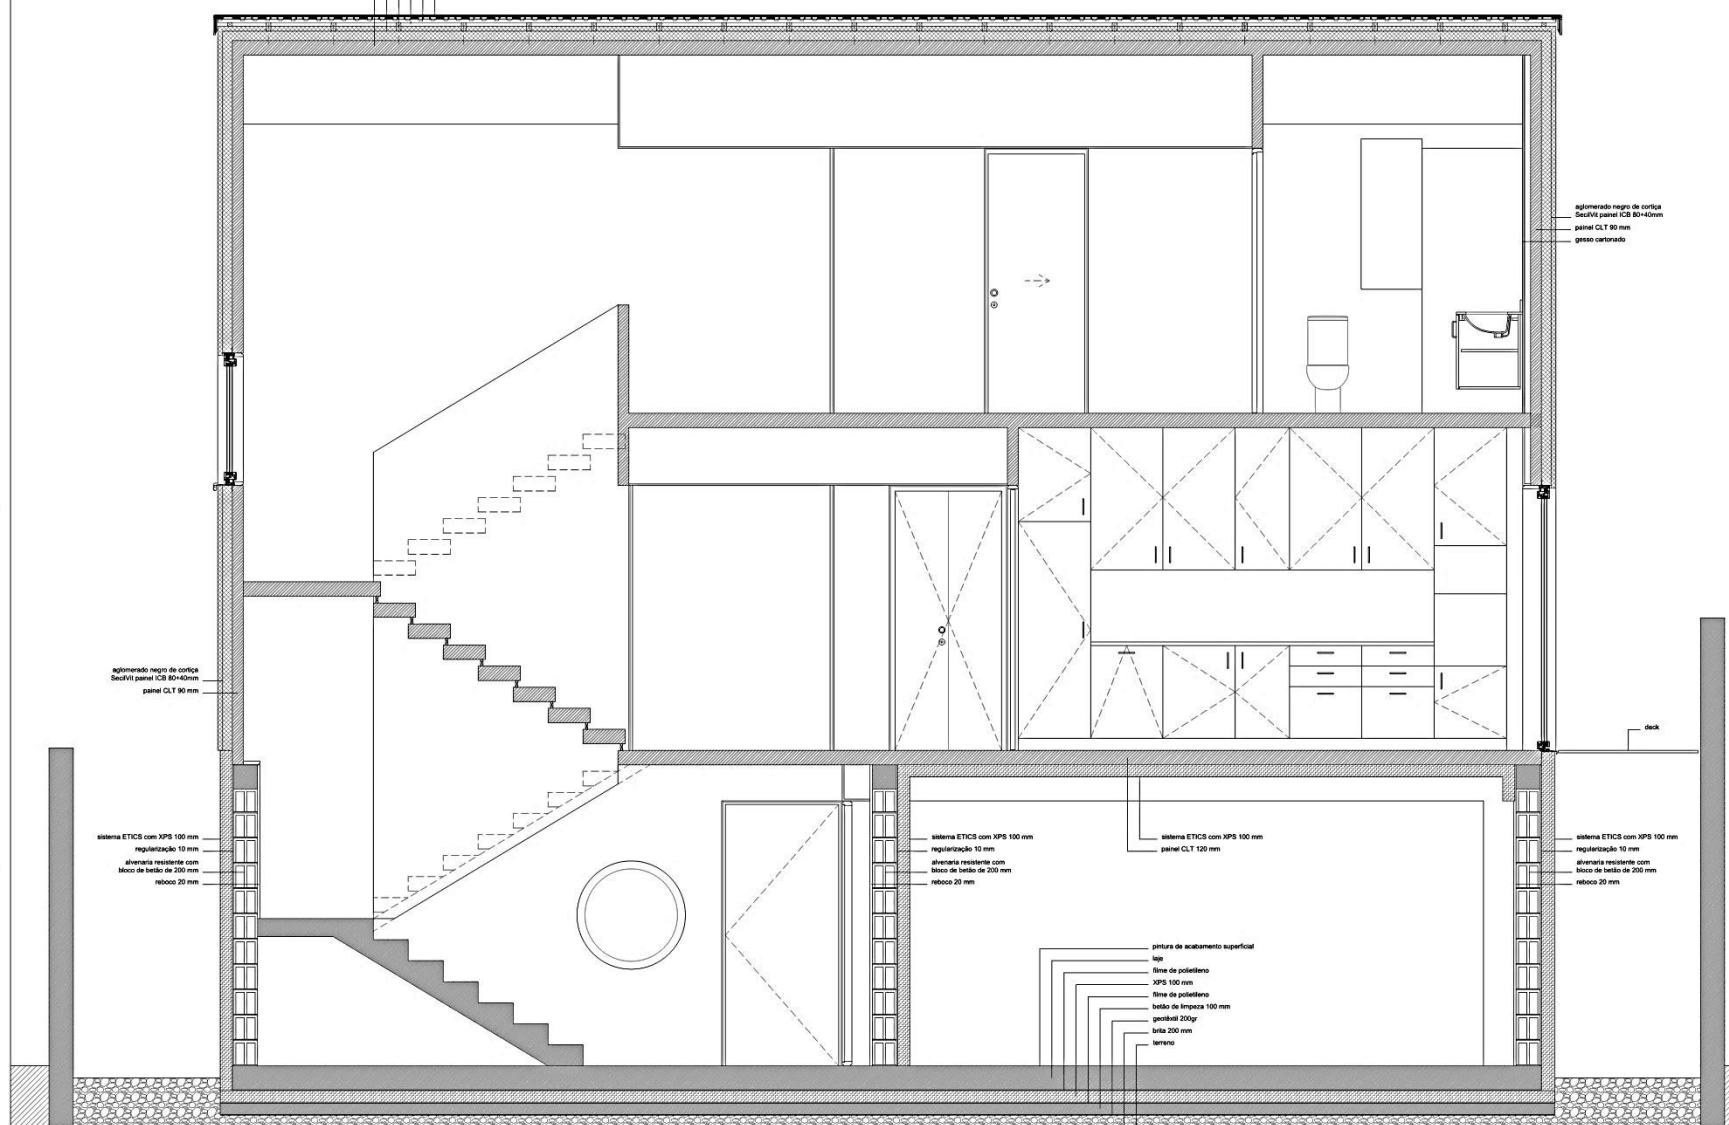 aglomerado negro de cortiça
SecilVit painel ICB 80+40mm
painel CLT 90 mm
gesso cartonado
aglomerado negro de cortiça
SecilVit painel ICB 80+40mm
painel CLT 90 mm
deck
sistema ETICS com XPS 100 mm
regularização 10 mm
alvenaria resistente com
bloco de betão de 200 mm
reboco 20 mm
sistema ETICS com XPS 100 mm
regularização 10 mm
alvenaria resistente com
bloco de betão de 200 mm
reboco 20 mm
sistema ETICS com XPS 100 mm
painel CLT 120 mm
sistema ETICS com XPS 100 mm
regularização 10 mm
alvenaria resistente com
bloco de betão de 200 mm
reboco 20 mm
pintura de acabamento superficial
laje
filme de polietileno
XPS 100 mm
filme de polietileno
betão de limpeza 100 mm
geotêxtil 200gr
brita 200 mm
terreno